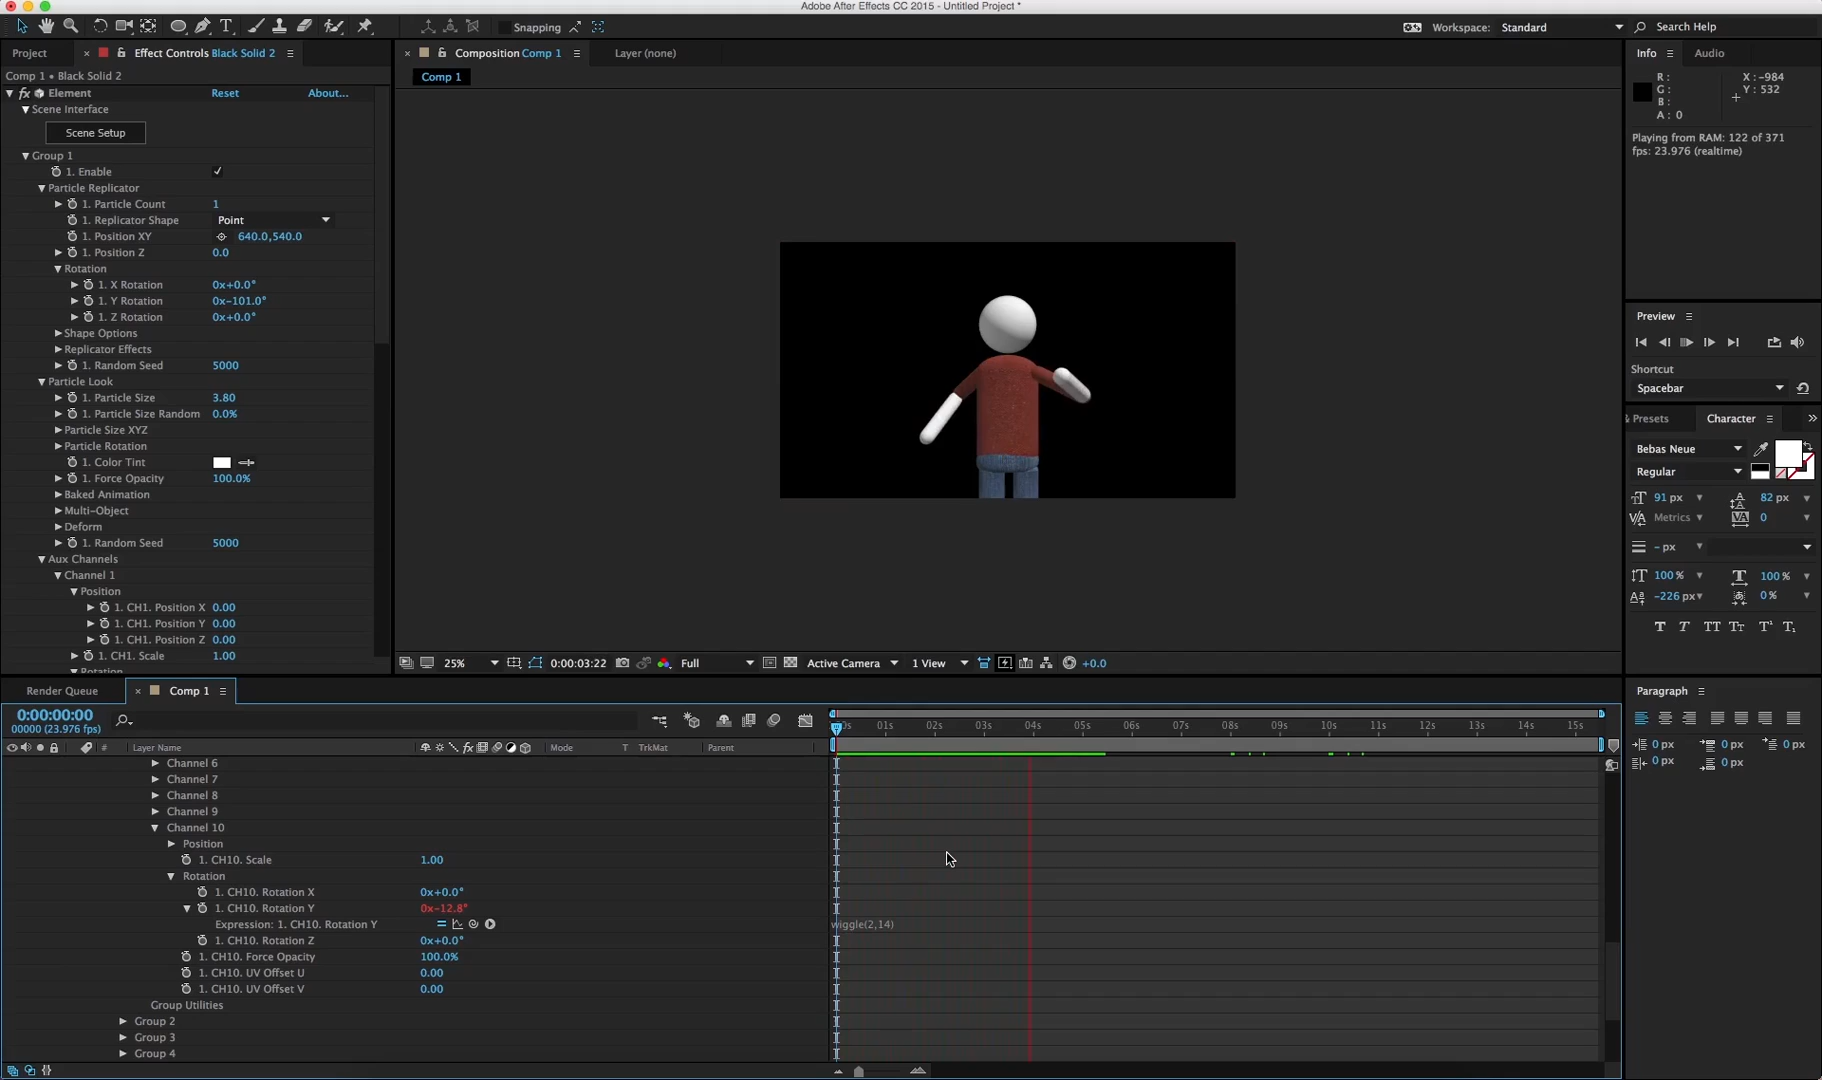 Adobe After Effects CC 2015 - Untitled Project *
Snapping
Workspace: Standard
Search Help
Project
Effect Controls Black Solid 2
Comp 1 • Black Solid 2
fx Element Reset About...
Scene Interface
Scene Setup
Group 1
1. Enable
Particle Replicator
1. Particle Count 1
1. Replicator Shape Point
1. Position XY 640.0,540.0
1. Position Z 0.0
Rotation
1. X Rotation 0x+0.0°
1. Y Rotation 0x-101.0°
1. Z Rotation 0x+0.0°
Shape Options
Replicator Effects
1. Random Seed 5000
Particle Look
1. Particle Size 3.80
1. Particle Size Random 0.0%
Particle Size XYZ
Particle Rotation
1. Color Tint
1. Force Opacity 100.0%
Baked Animation
Multi-Object
Deform
1. Random Seed 5000
Aux Channels
Channel 1
Position
1. CH1. Position X 0.00
1. CH1. Position Y 0.00
1. CH1. Position Z 0.00
1. CH1. Scale 1.00
Composition Comp 1
Layer (none)
Comp 1
25%
0:00:03:22
Full
Active Camera
1 View
+0.0
Info
Audio
R :
G :
B :
A : 0
X : -984
Y : 532
Playing from RAM: 122 of 371
fps: 23.976 (realtime)
Preview
Shortcut
Spacebar
Presets
Character
Bebas Neue
Regular
91 px
82 px
Metrics
0
- px
100 %
100 %
-226 px
0 %
T T TT Tт T¹ T₁
Paragraph
0 px
0 px
0 px
0 px
0 px
Render Queue
Comp 1
0:00:00:00
00000 (23.976 fps)
# Layer Name
Mode
T TrkMat
Parent
01s 02s 03s 04s 05s 06s 07s 08s 09s 10s 11s 12s 13s 14s 15s
Channel 6
Channel 7
Channel 8
Channel 9
Channel 10
Position
1. CH10. Scale 1.00
Rotation
1. CH10. Rotation X 0x+0.0°
1. CH10. Rotation Y 0x-12.8°
Expression: 1. CH10. Rotation Y
wiggle(2,14)
1. CH10. Rotation Z 0x+0.0°
1. CH10. Force Opacity 100.0%
1. CH10. UV Offset U 0.00
1. CH10. UV Offset V 0.00
Group Utilities
Group 2
Group 3
Group 4